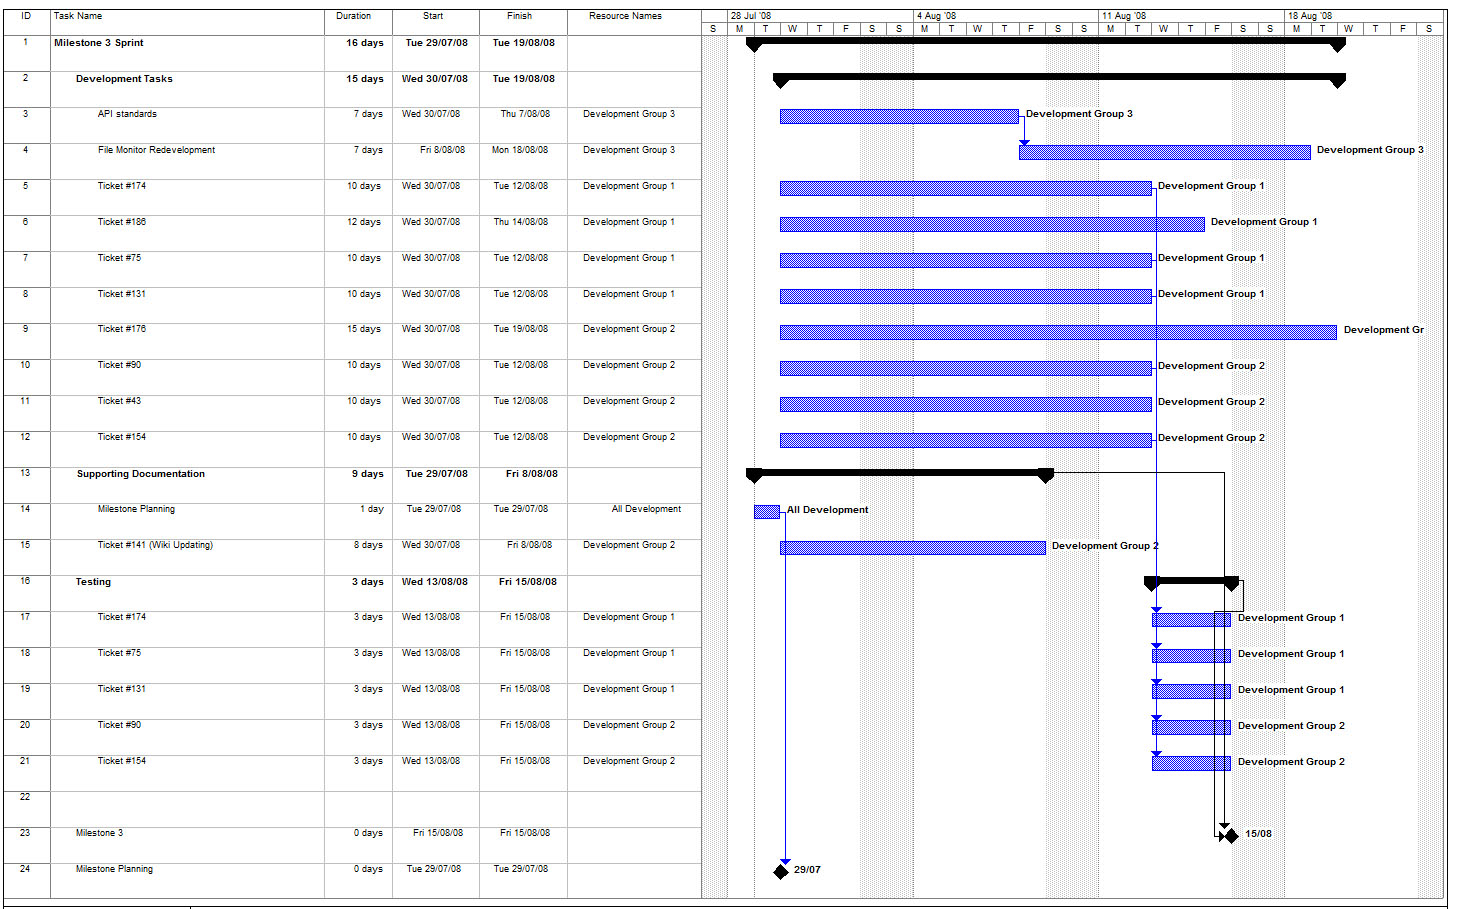 ID Task Name Duration Start Finish Resource Names 28 Jul '08 4 Aug '08 11 Aug '08 18 Aug '08
S M T W T F S S M T W T F S S M T W T F S S M T W T F S
1 Milestone 3 Sprint 16 days Tue 29/07/08 Tue 19/08/08
2 Development Tasks 15 days Wed 30/07/08 Tue 19/08/08
3 API standards 7 days Wed 30/07/08 Thu 7/08/08 Development Group 3 Development Group 3
4 File Monitor Redevelopment 7 days Fri 8/08/08 Mon 18/08/08 Development Group 3 Development Group 3
5 Ticket #174 10 days Wed 30/07/08 Tue 12/08/08 Development Group 1 Development Group 1
6 Ticket #186 12 days Wed 30/07/08 Thu 14/08/08 Development Group 1 Development Group 1
7 Ticket #75 10 days Wed 30/07/08 Tue 12/08/08 Development Group 1 Development Group 1
8 Ticket #131 10 days Wed 30/07/08 Tue 12/08/08 Development Group 1 Development Group 1
9 Ticket #176 15 days Wed 30/07/08 Tue 19/08/08 Development Group 2 Development Gr
10 Ticket #90 10 days Wed 30/07/08 Tue 12/08/08 Development Group 2 Development Group 2
11 Ticket #43 10 days Wed 30/07/08 Tue 12/08/08 Development Group 2 Development Group 2
12 Ticket #154 10 days Wed 30/07/08 Tue 12/08/08 Development Group 2 Development Group 2
13 Supporting Documentation 9 days Tue 29/07/08 Fri 8/08/08
14 Milestone Planning 1 day Tue 29/07/08 Tue 29/07/08 All Development All Development
15 Ticket #141 (Wiki Updating) 8 days Wed 30/07/08 Fri 8/08/08 Development Group 2 Development Group 2
16 Testing 3 days Wed 13/08/08 Fri 15/08/08
17 Ticket #174 3 days Wed 13/08/08 Fri 15/08/08 Development Group 1 Development Group 1
18 Ticket #75 3 days Wed 13/08/08 Fri 15/08/08 Development Group 1 Development Group 1
19 Ticket #131 3 days Wed 13/08/08 Fri 15/08/08 Development Group 1 Development Group 1
20 Ticket #90 3 days Wed 13/08/08 Fri 15/08/08 Development Group 2 Development Group 2
21 Ticket #154 3 days Wed 13/08/08 Fri 15/08/08 Development Group 2 Development Group 2
22
23 Milestone 3 0 days Fri 15/08/08 Fri 15/08/08 15/08
24 Milestone Planning 0 days Tue 29/07/08 Tue 29/07/08 29/07